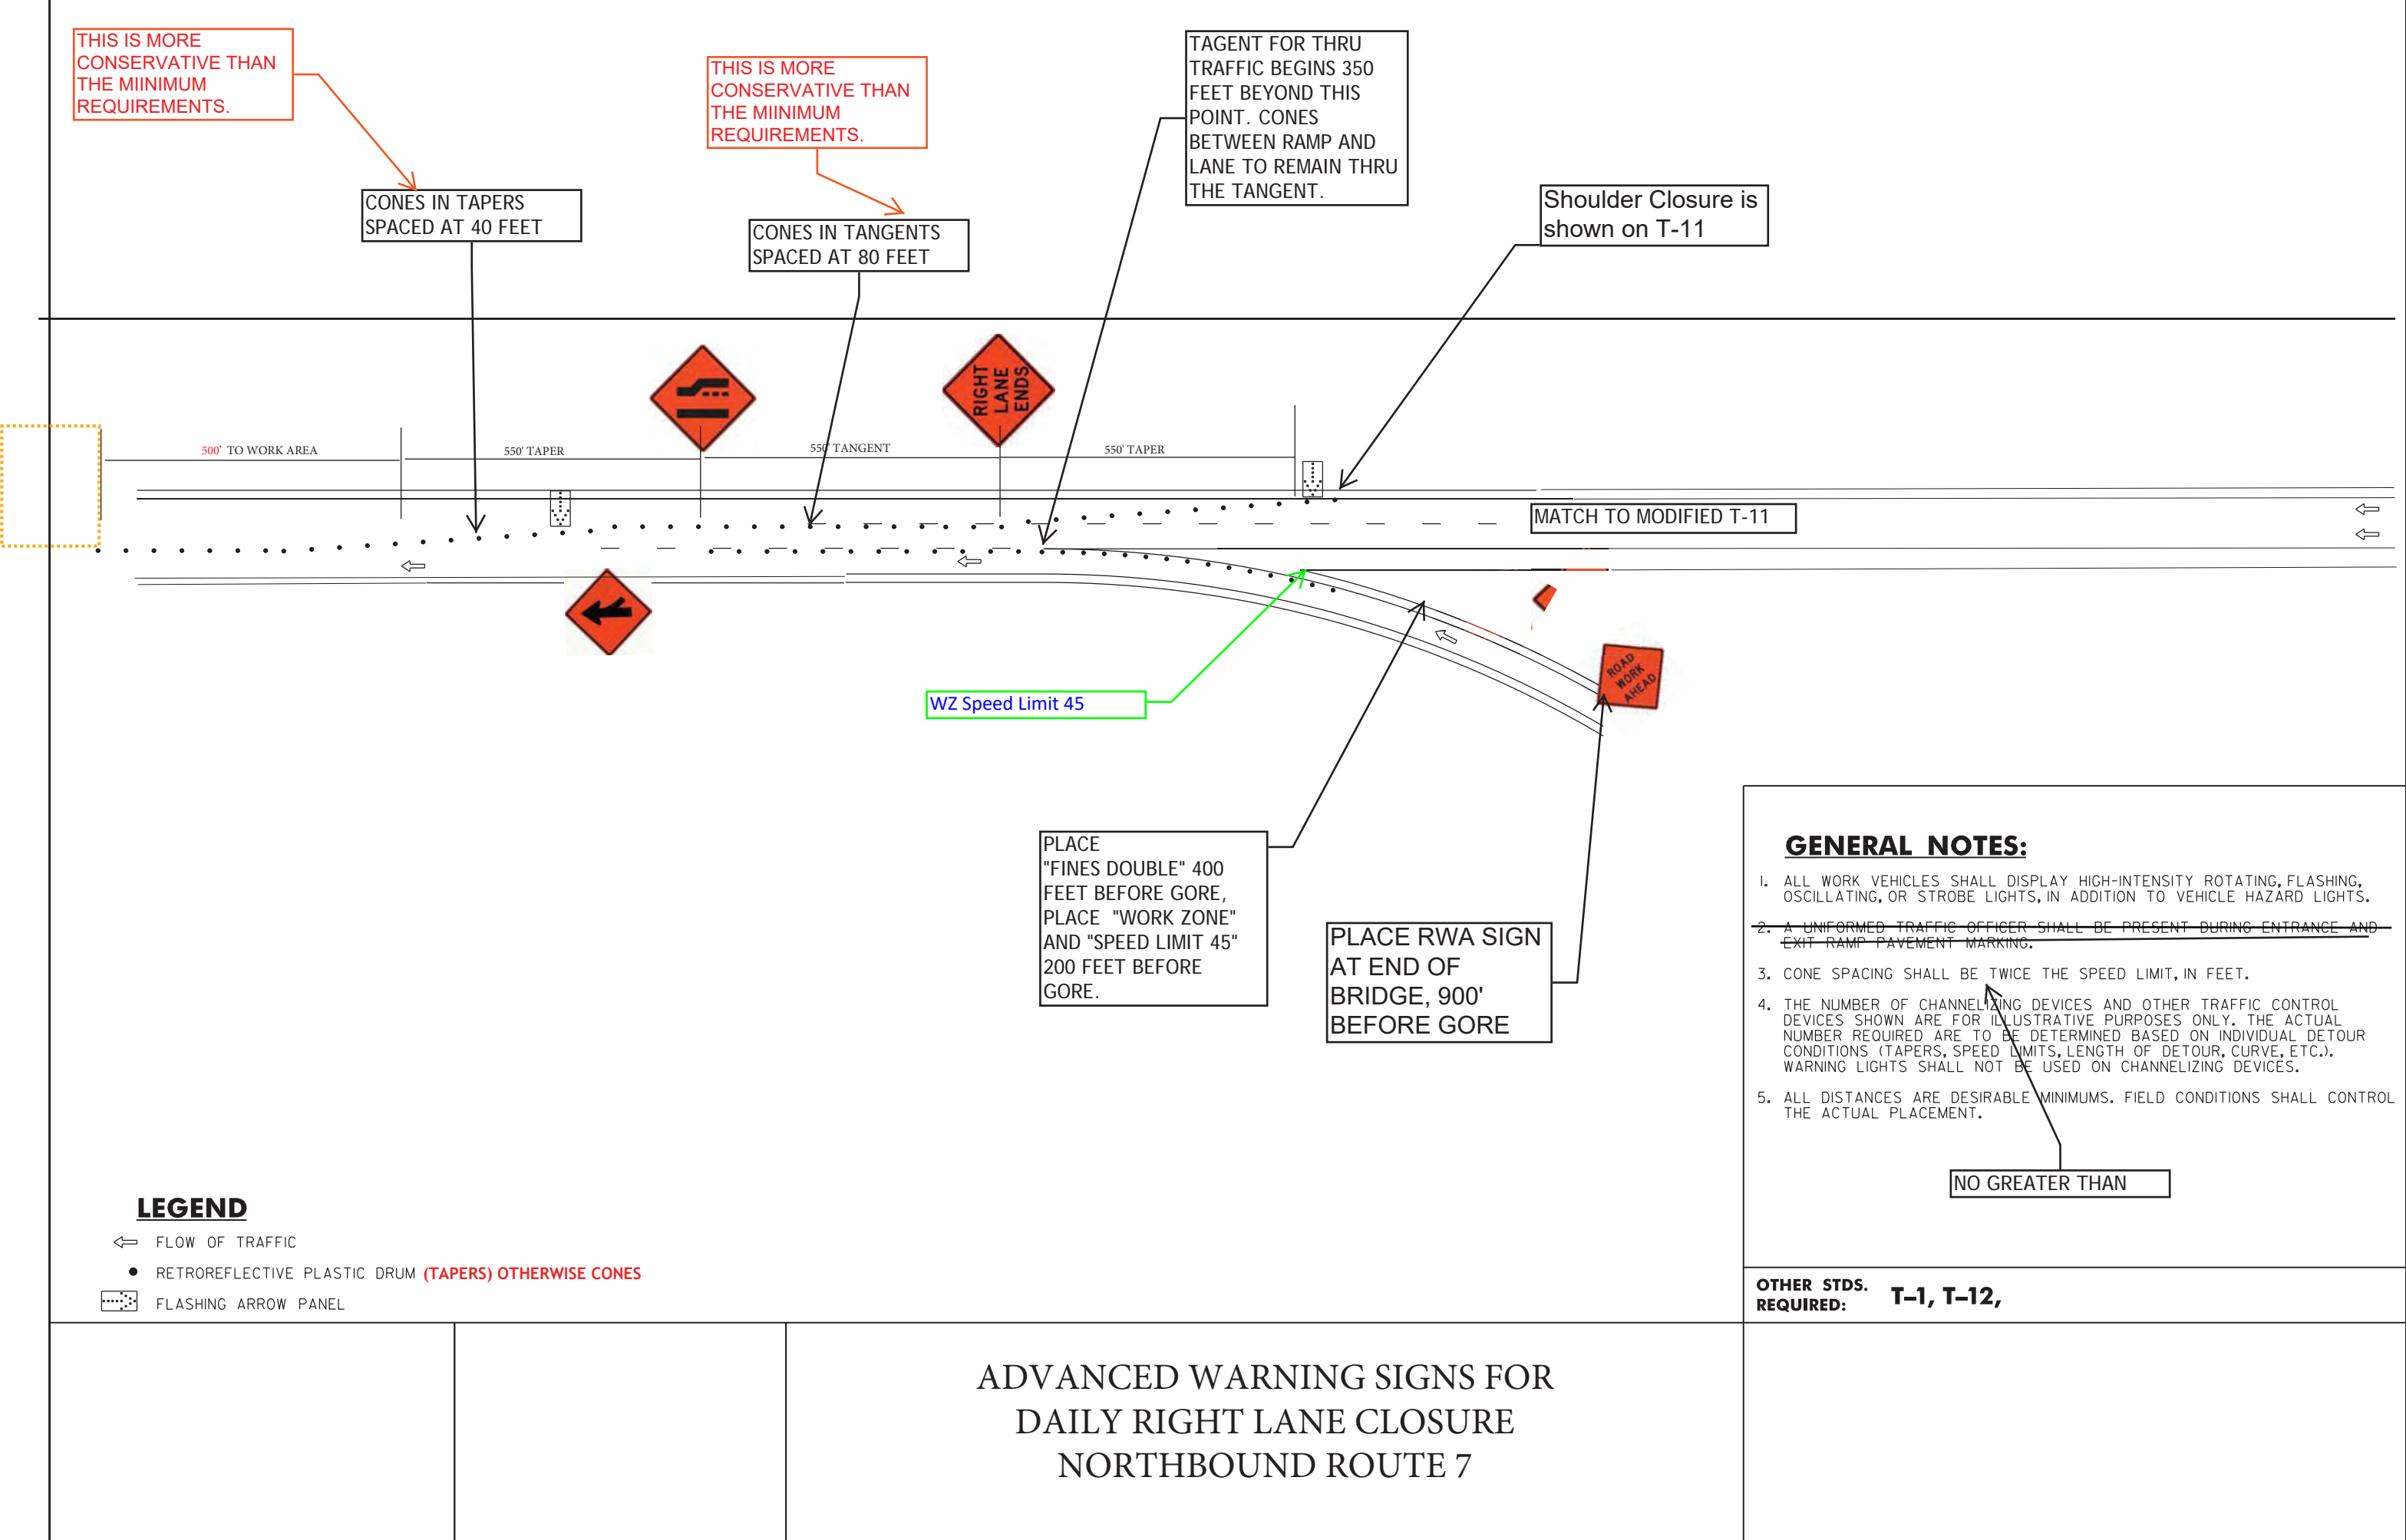 THIS IS MORE
CONSERVATIVE THAN
THE MIINIMUM
REQUIREMENTS.
THIS IS MORE
CONSERVATIVE THAN
THE MIINIMUM
REQUIREMENTS.
TAGENT FOR THRU
TRAFFIC BEGINS 350
FEET BEYOND THIS
POINT. CONES
BETWEEN RAMP AND
LANE TO REMAIN THRU
THE TANGENT.
CONES IN TAPERS
SPACED AT 40 FEET
CONES IN TANGENTS
SPACED AT 80 FEET
Shoulder Closure is
shown on T-11
RIGHT
LANE
ENDS
500' TO WORK AREA
550' TAPER
550' TANGENT
550' TAPER
MATCH TO MODIFIED T-11
ROAD
WORK
AHEAD
WZ Speed Limit 45
PLACE
"FINES DOUBLE" 400
FEET BEFORE GORE,
PLACE "WORK ZONE"
AND "SPEED LIMIT 45"
200 FEET BEFORE
GORE.
PLACE RWA SIGN
AT END OF
BRIDGE, 900'
BEFORE GORE
GENERAL NOTES:
1. ALL WORK VEHICLES SHALL DISPLAY HIGH-INTENSITY ROTATING, FLASHING,
OSCILLATING, OR STROBE LIGHTS, IN ADDITION TO VEHICLE HAZARD LIGHTS.
2. A UNIFORMED TRAFFIC OFFICER SHALL BE PRESENT DURING ENTRANCE AND
EXIT RAMP PAVEMENT MARKING.
3. CONE SPACING SHALL BE TWICE THE SPEED LIMIT, IN FEET.
4. THE NUMBER OF CHANNELIZING DEVICES AND OTHER TRAFFIC CONTROL
DEVICES SHOWN ARE FOR ILLUSTRATIVE PURPOSES ONLY. THE ACTUAL
NUMBER REQUIRED ARE TO BE DETERMINED BASED ON INDIVIDUAL DETOUR
CONDITIONS (TAPERS, SPEED LIMITS, LENGTH OF DETOUR, CURVE, ETC.).
WARNING LIGHTS SHALL NOT BE USED ON CHANNELIZING DEVICES.
5. ALL DISTANCES ARE DESIRABLE MINIMUMS. FIELD CONDITIONS SHALL CONTROL
THE ACTUAL PLACEMENT.
NO GREATER THAN
LEGEND
FLOW OF TRAFFIC
RETROREFLECTIVE PLASTIC DRUM (TAPERS) OTHERWISE CONES
FLASHING ARROW PANEL
OTHER STDS.
REQUIRED: T-1, T-12,
ADVANCED WARNING SIGNS FOR
DAILY RIGHT LANE CLOSURE
NORTHBOUND ROUTE 7